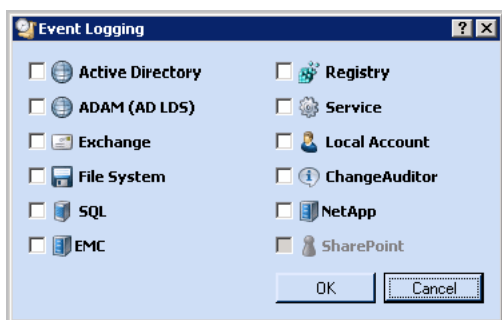 Event Logging
Active Directory
Registry
ADAM (AD LDS)
Service
Exchange
Local Account
File System
ChangeAuditor
SQL
NetApp
EMC
SharePoint
OK
Cancel